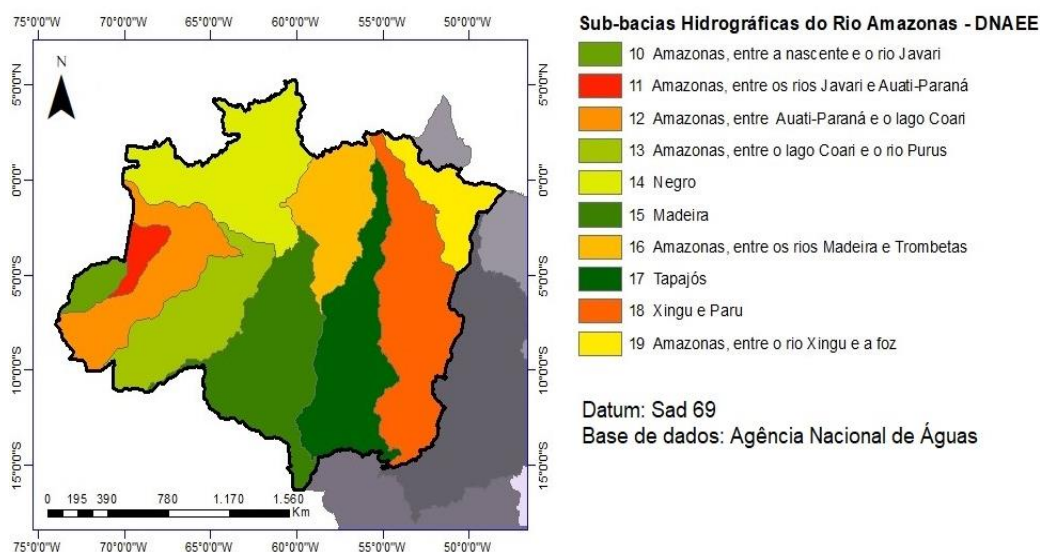 75°0'0"W 70°0'0"W 65°0'0"W 60°0'0"W 55°0'0"W 50°0'0"W
N
5°0'0"N
0°0'0"
5°0'0"S
10°0'0"S
15°0'0"S
5°0'0"N
0°0'0"
5°0'0"S
10°0'0"S
15°0'0"S
0 195 390 780 1.170 1.560
Km
75°0'0"W 70°0'0"W 65°0'0"W 60°0'0"W 55°0'0"W 50°0'0"W
Sub-bacias Hidrográficas do Rio Amazonas - DNAEE
10 Amazonas, entre a nascente e o rio Javari
11 Amazonas, entre os rios Javari e Auati-Paraná
12 Amazonas, entre Auati-Paraná e o lago Coari
13 Amazonas, entre o lago Coari e o rio Purus
14 Negro
15 Madeira
16 Amazonas, entre os rios Madeira e Trombetas
17 Tapajós
18 Xingu e Paru
19 Amazonas, entre o rio Xingu e a foz
Datum: Sad 69
Base de dados: Agência Nacional de Águas